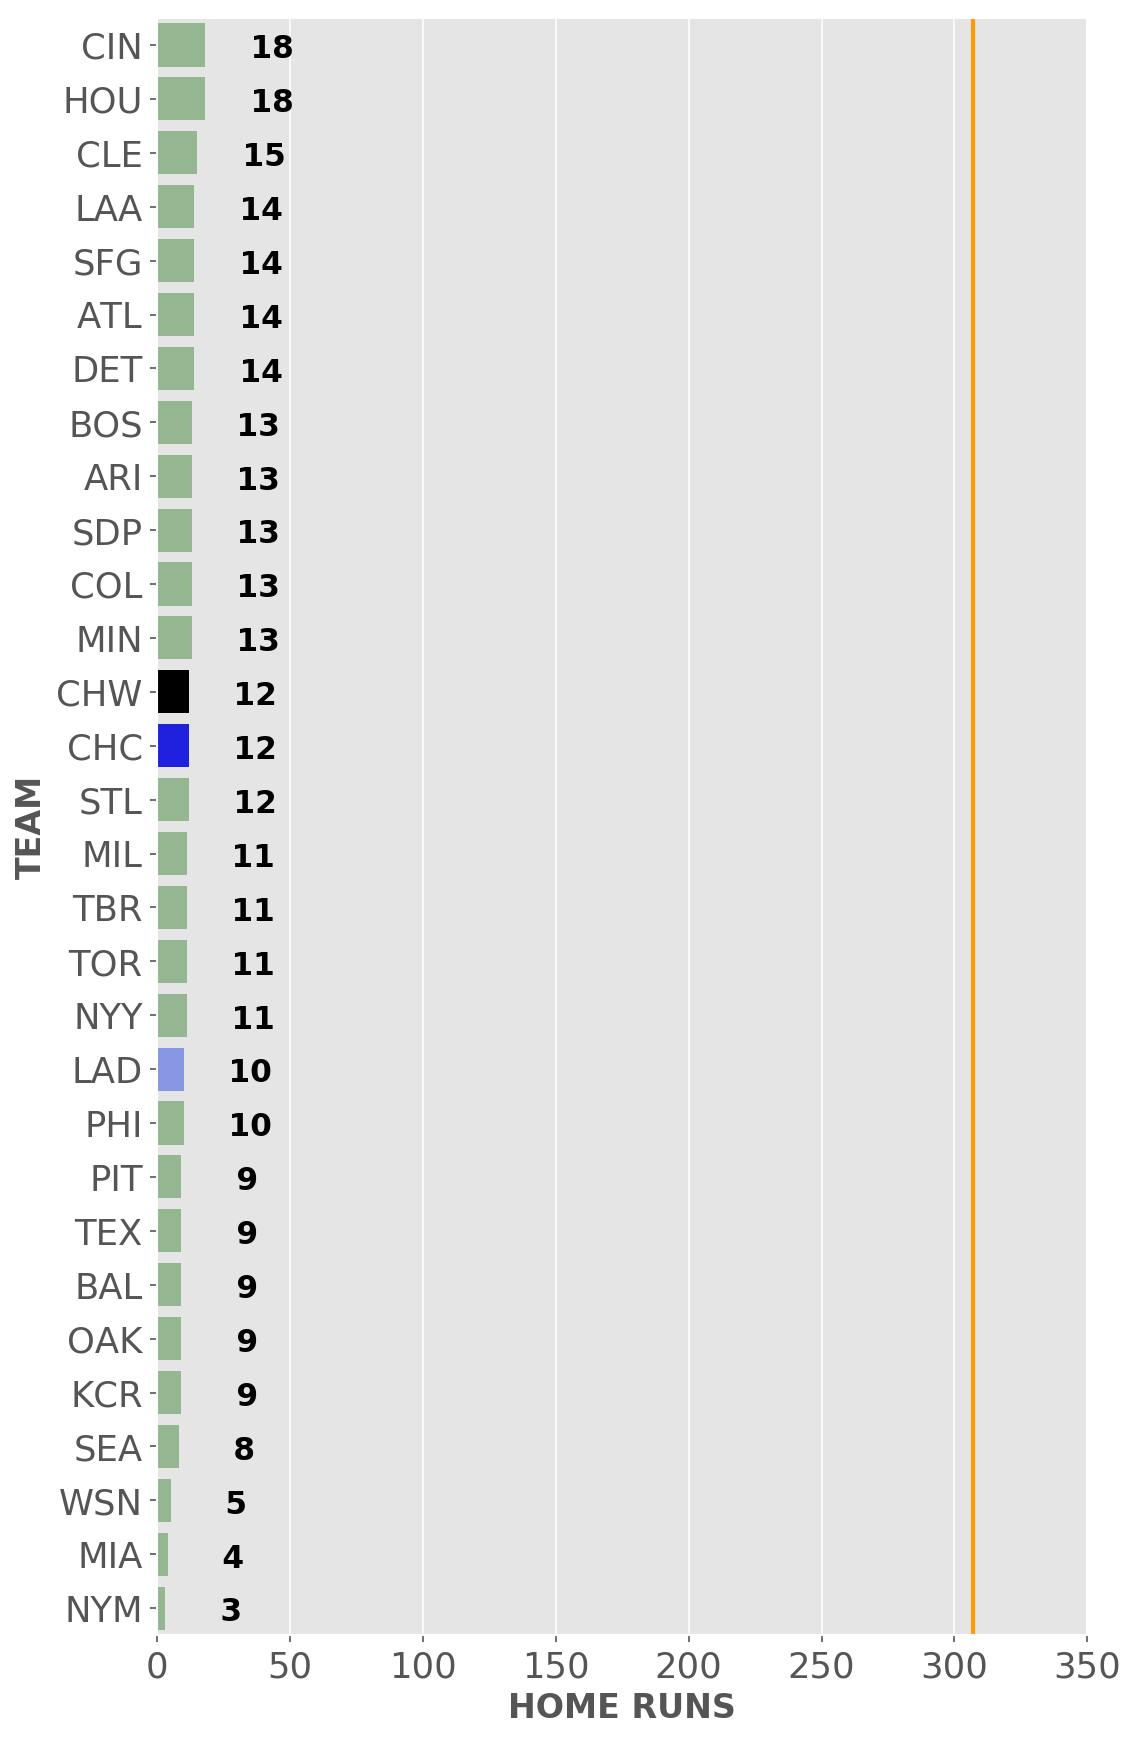 CIN 18
HOU 18
CLE 15
LAA 14
SFG 14
ATL 14
DET 14
BOS 13
ARI 13
SDP 13
COL 13
MIN 13
CHW 12
CHC 12
STL 12
MIL 11
TBR 11
TOR 11
NYY 11
LAD 10
PHI 10
PIT 9
TEX 9
BAL 9
OAK 9
KCR 9
SEA 8
WSN 5
MIA 4
NYM 3
TEAM
0 50 100 150 200 250 300 350
HOME RUNS